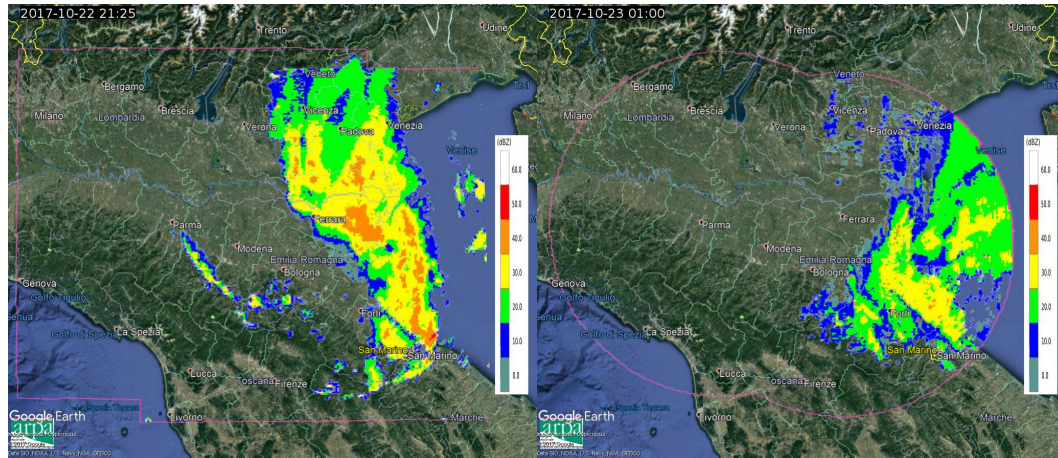 2017-10-22 21:25
Trento
Udine
Bergamo
Veneto
Brescia
Vicenza
Milano
Lombardia
Verona
Padova
Venezia
Venise
(dBZ)
60.0
50.0
40.0
30.0
20.0
10.0
0.0
Parma
Ferrara
Modena
Emilia-Romagna
Bologna
Genova
Golfo Tigulio
Forlì
Golfo di Spezia
La Spezia
San Marino
San Marino
Lucca
Toscana
Firenze
Livorno
Marche
Google Earth
arpa
2017-10-23 01:00
Trento
Udine
Bergamo
Veneto
Brescia
Vicenza
Milano
Lombardia
Verona
Padova
Venezia
Venise
(dBZ)
60.0
50.0
40.0
30.0
20.0
10.0
0.0
Parma
Ferrara
Modena
Emilia-Romagna
Bologna
Genova
Golfo Tigulio
Forlì
Golfo di Spezia
La Spezia
San Marino
San Marino
Lucca
Toscana
Firenze
Livorno
Marche
Google Earth
arpa